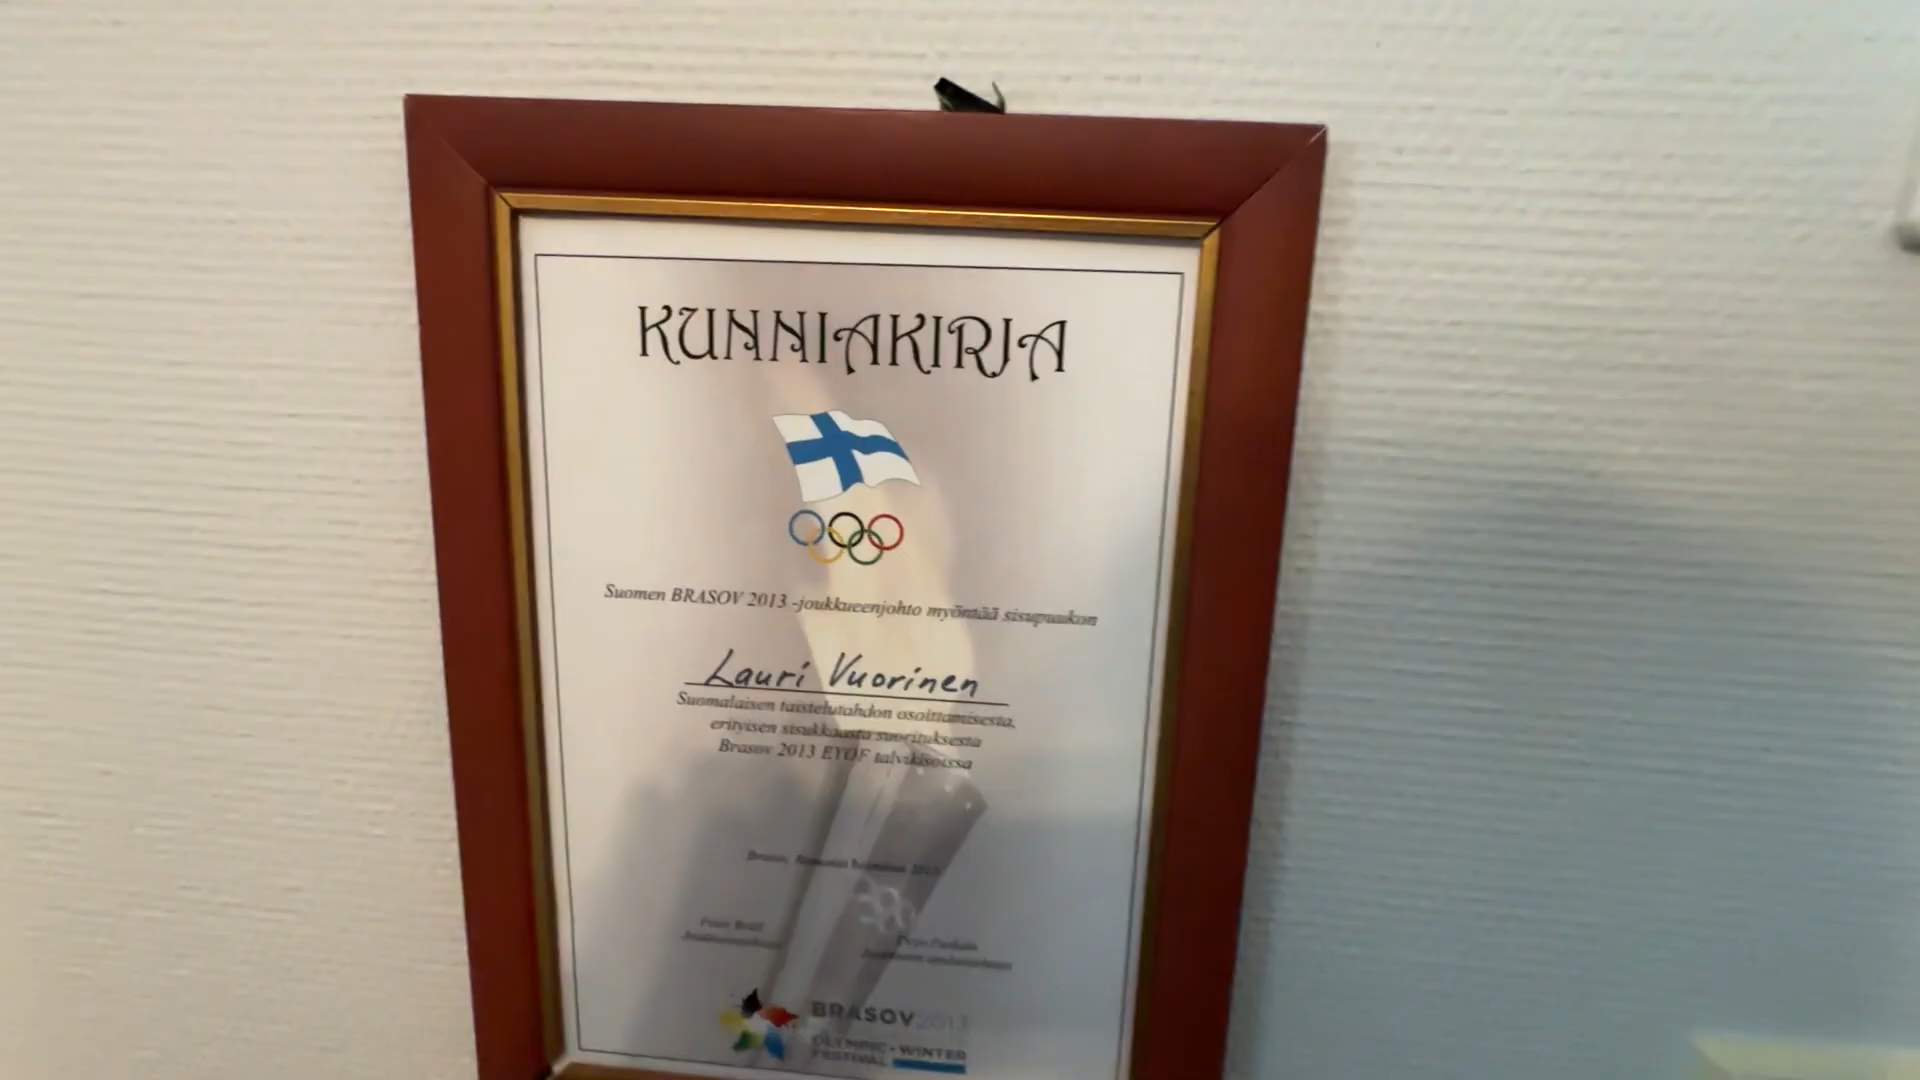 KUNNIAKIRJA
Suomen BRASOV 2013 -joukkueenjohto myöntää sisupuukon
Lauri Vuorinen
Suomalaisen taistelutahdon osoittamisesta,
erityisen sisukkaasta suorituksesta
Brasov 2013 EYOF talvikisoissa
BRASOV2013
OLYMPIC • WINTER
FESTIVAL